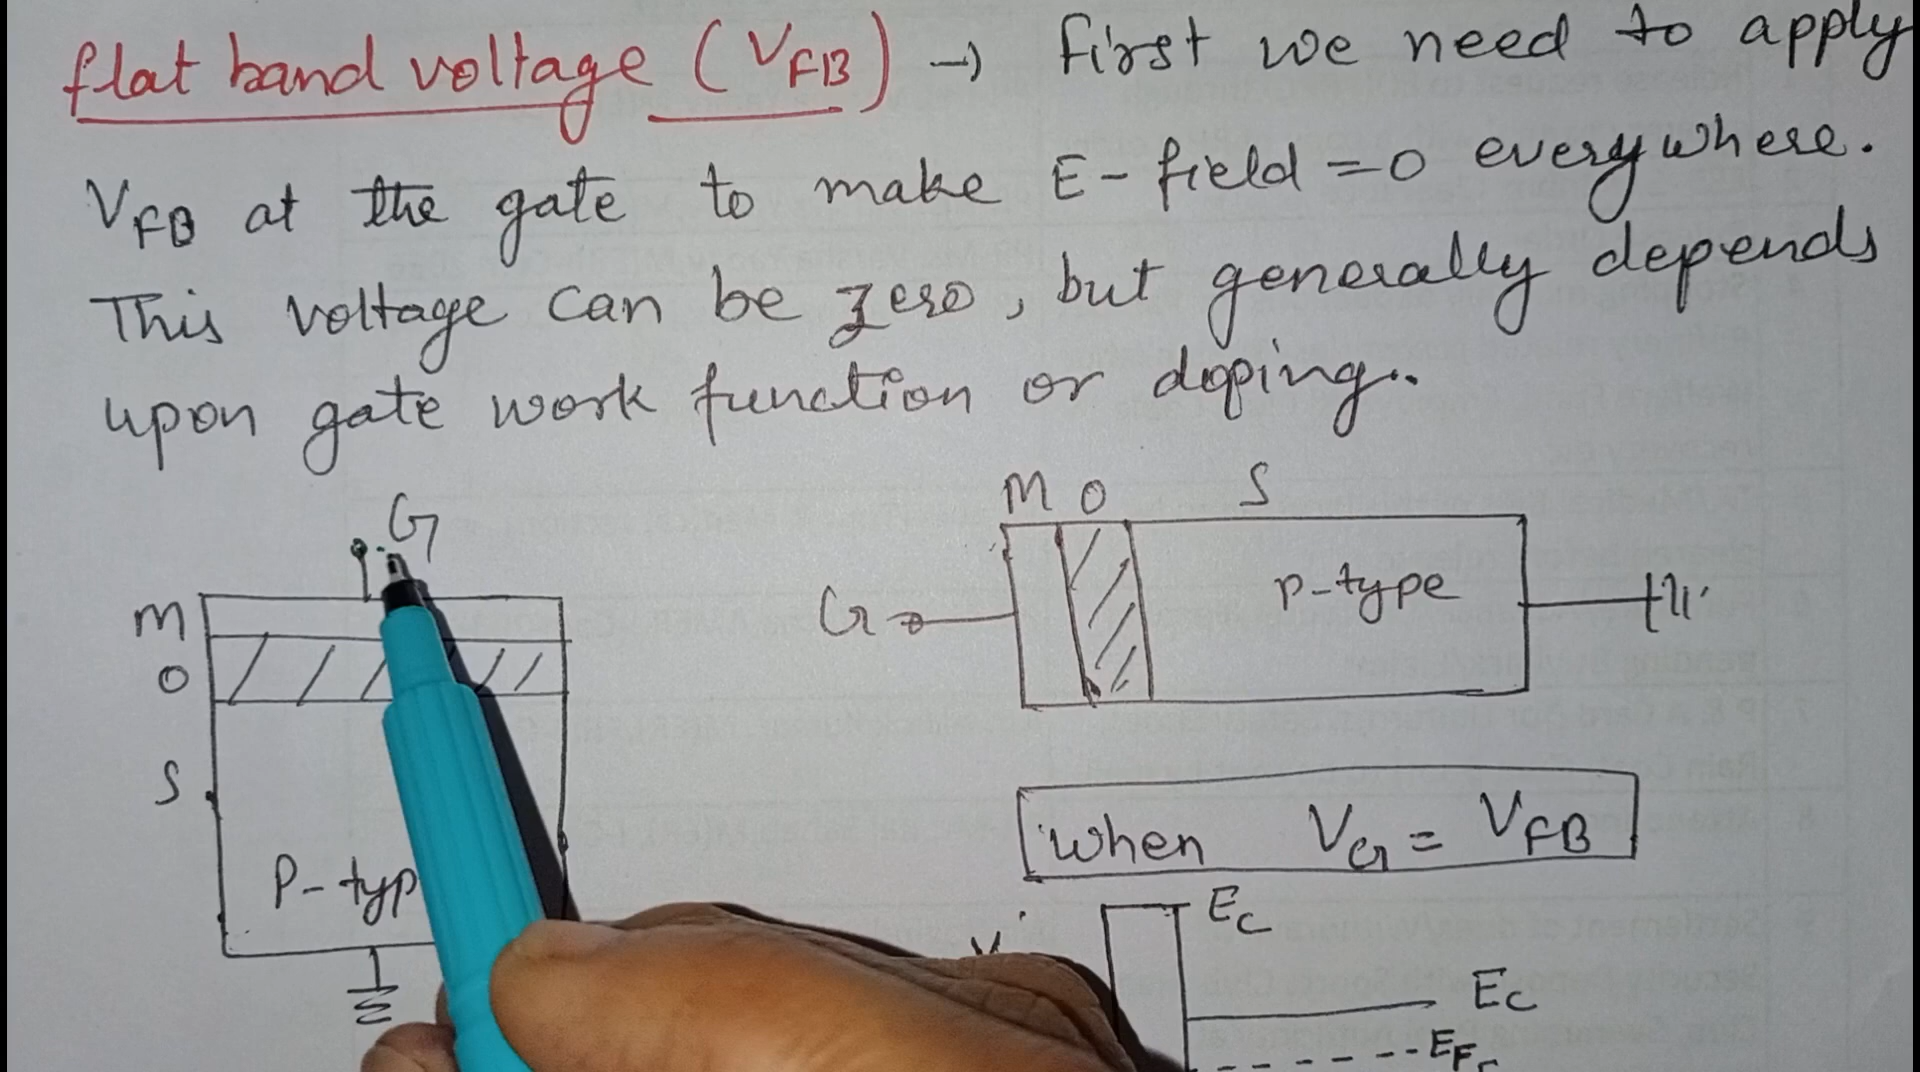 flat band voltage (VFB) → first we need to apply
VFB at the gate to make E-field = 0 everywhere.
This voltage can be zero, but generally depends
upon gate work function or doping..
G
M
O
S
P-typ
M O S
G
p-type
when VG = VFB
EC
EC